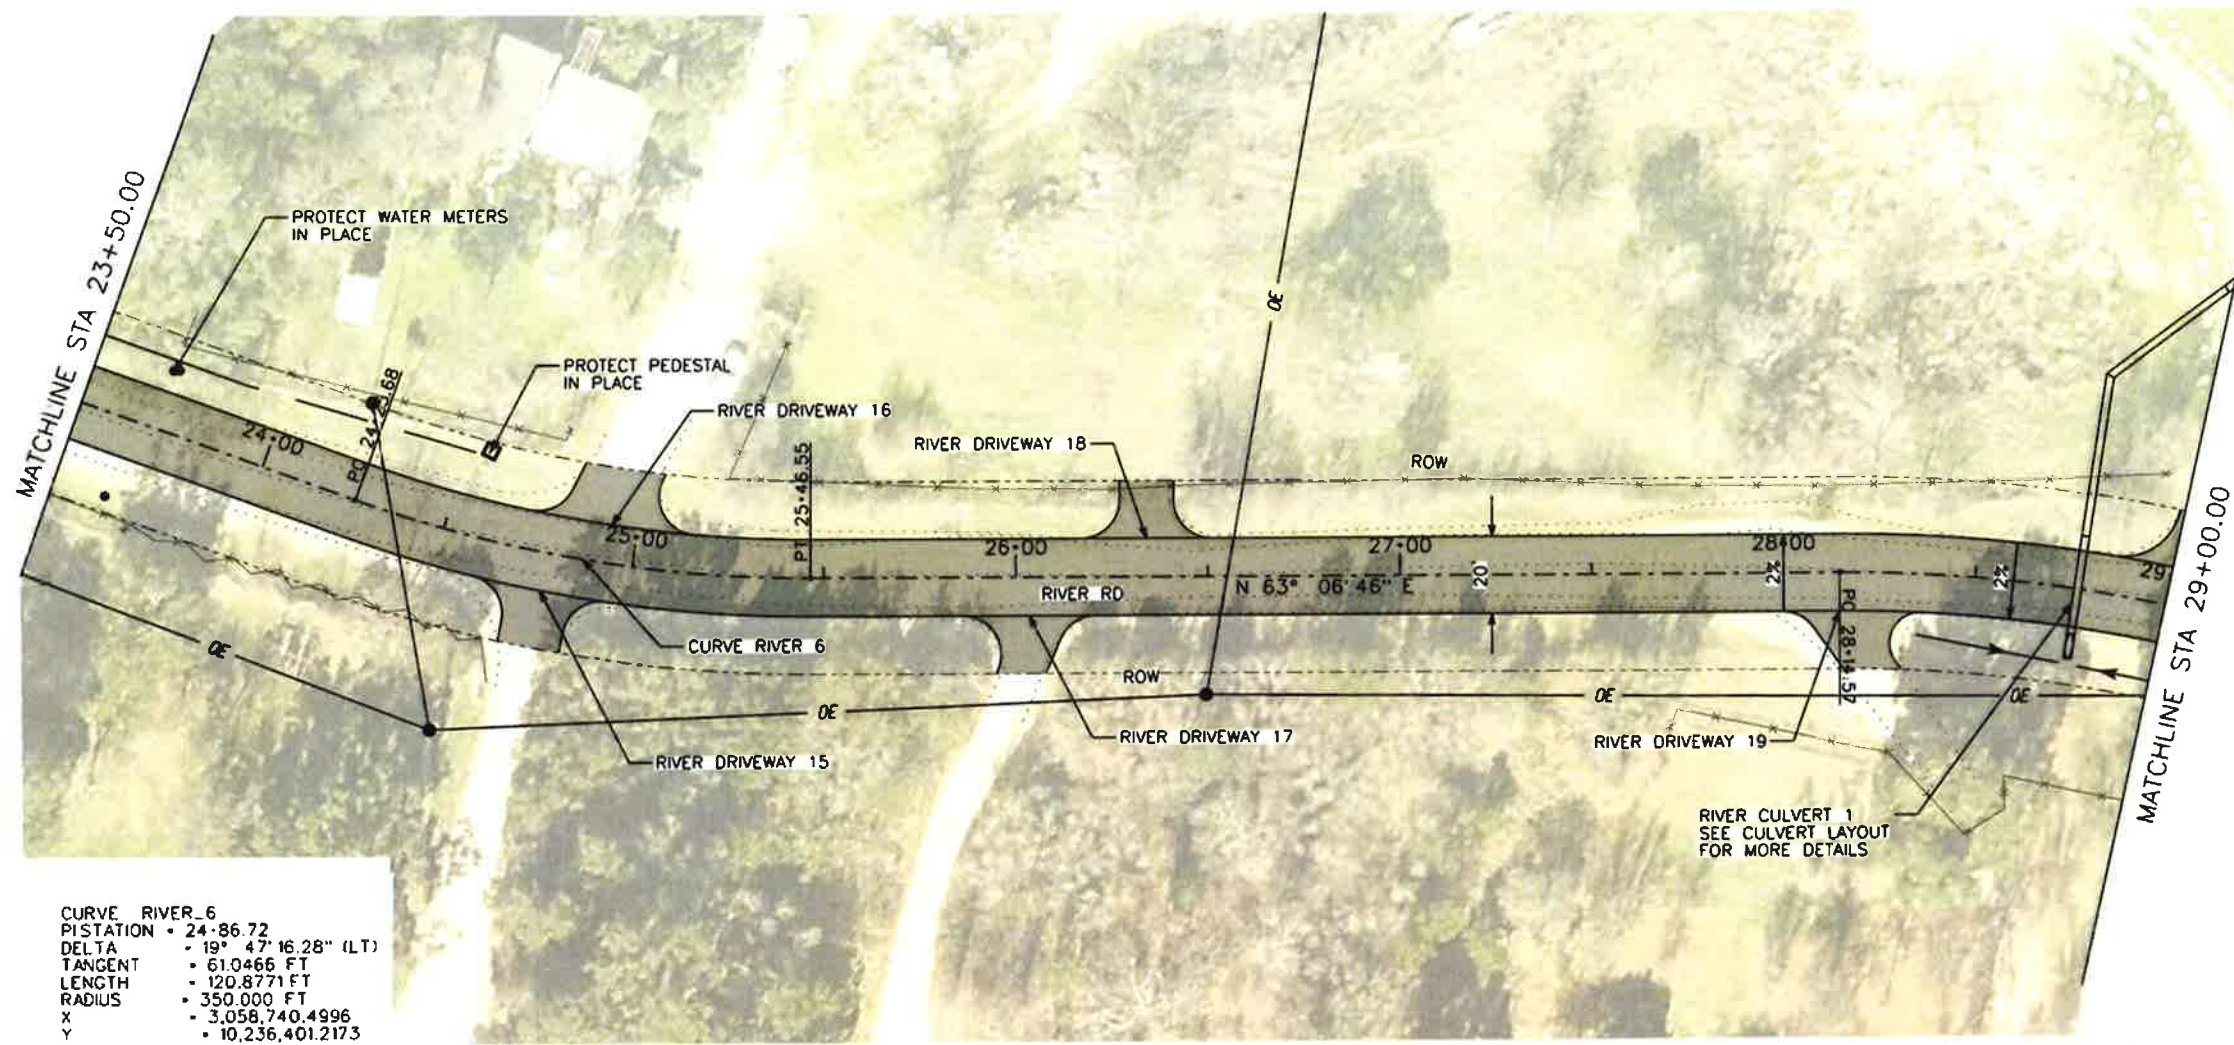 MATCHLINE STA 23+50.00
PROTECT WATER METERS
IN PLACE
PROTECT PEDESTAL
IN PLACE
RIVER DRIVEWAY 16
RIVER DRIVEWAY 18
ROW
OE
24+00
PC 24+25.68
25+00
PT 25+46.55
26+00
27+00
28+00
29
20'
2%
2%
N 63° 06' 46" E
RIVER RD
CURVE RIVER 6
ROW
OE
OE
OE
OE
PC 28+14.57
RIVER DRIVEWAY 15
RIVER DRIVEWAY 17
RIVER DRIVEWAY 19
RIVER CULVERT 1
SEE CULVERT LAYOUT
FOR MORE DETAILS
MATCHLINE STA 29+00.00
CURVE RIVER_6
PISTATION = 24+86.72
DELTA = 19° 47' 16.28" (LT)
TANGENT = 61.0466 FT
LENGTH = 120.8771 FT
RADIUS = 350.000 FT
X = 3,058,740.4996
Y = 10,236,401.2173